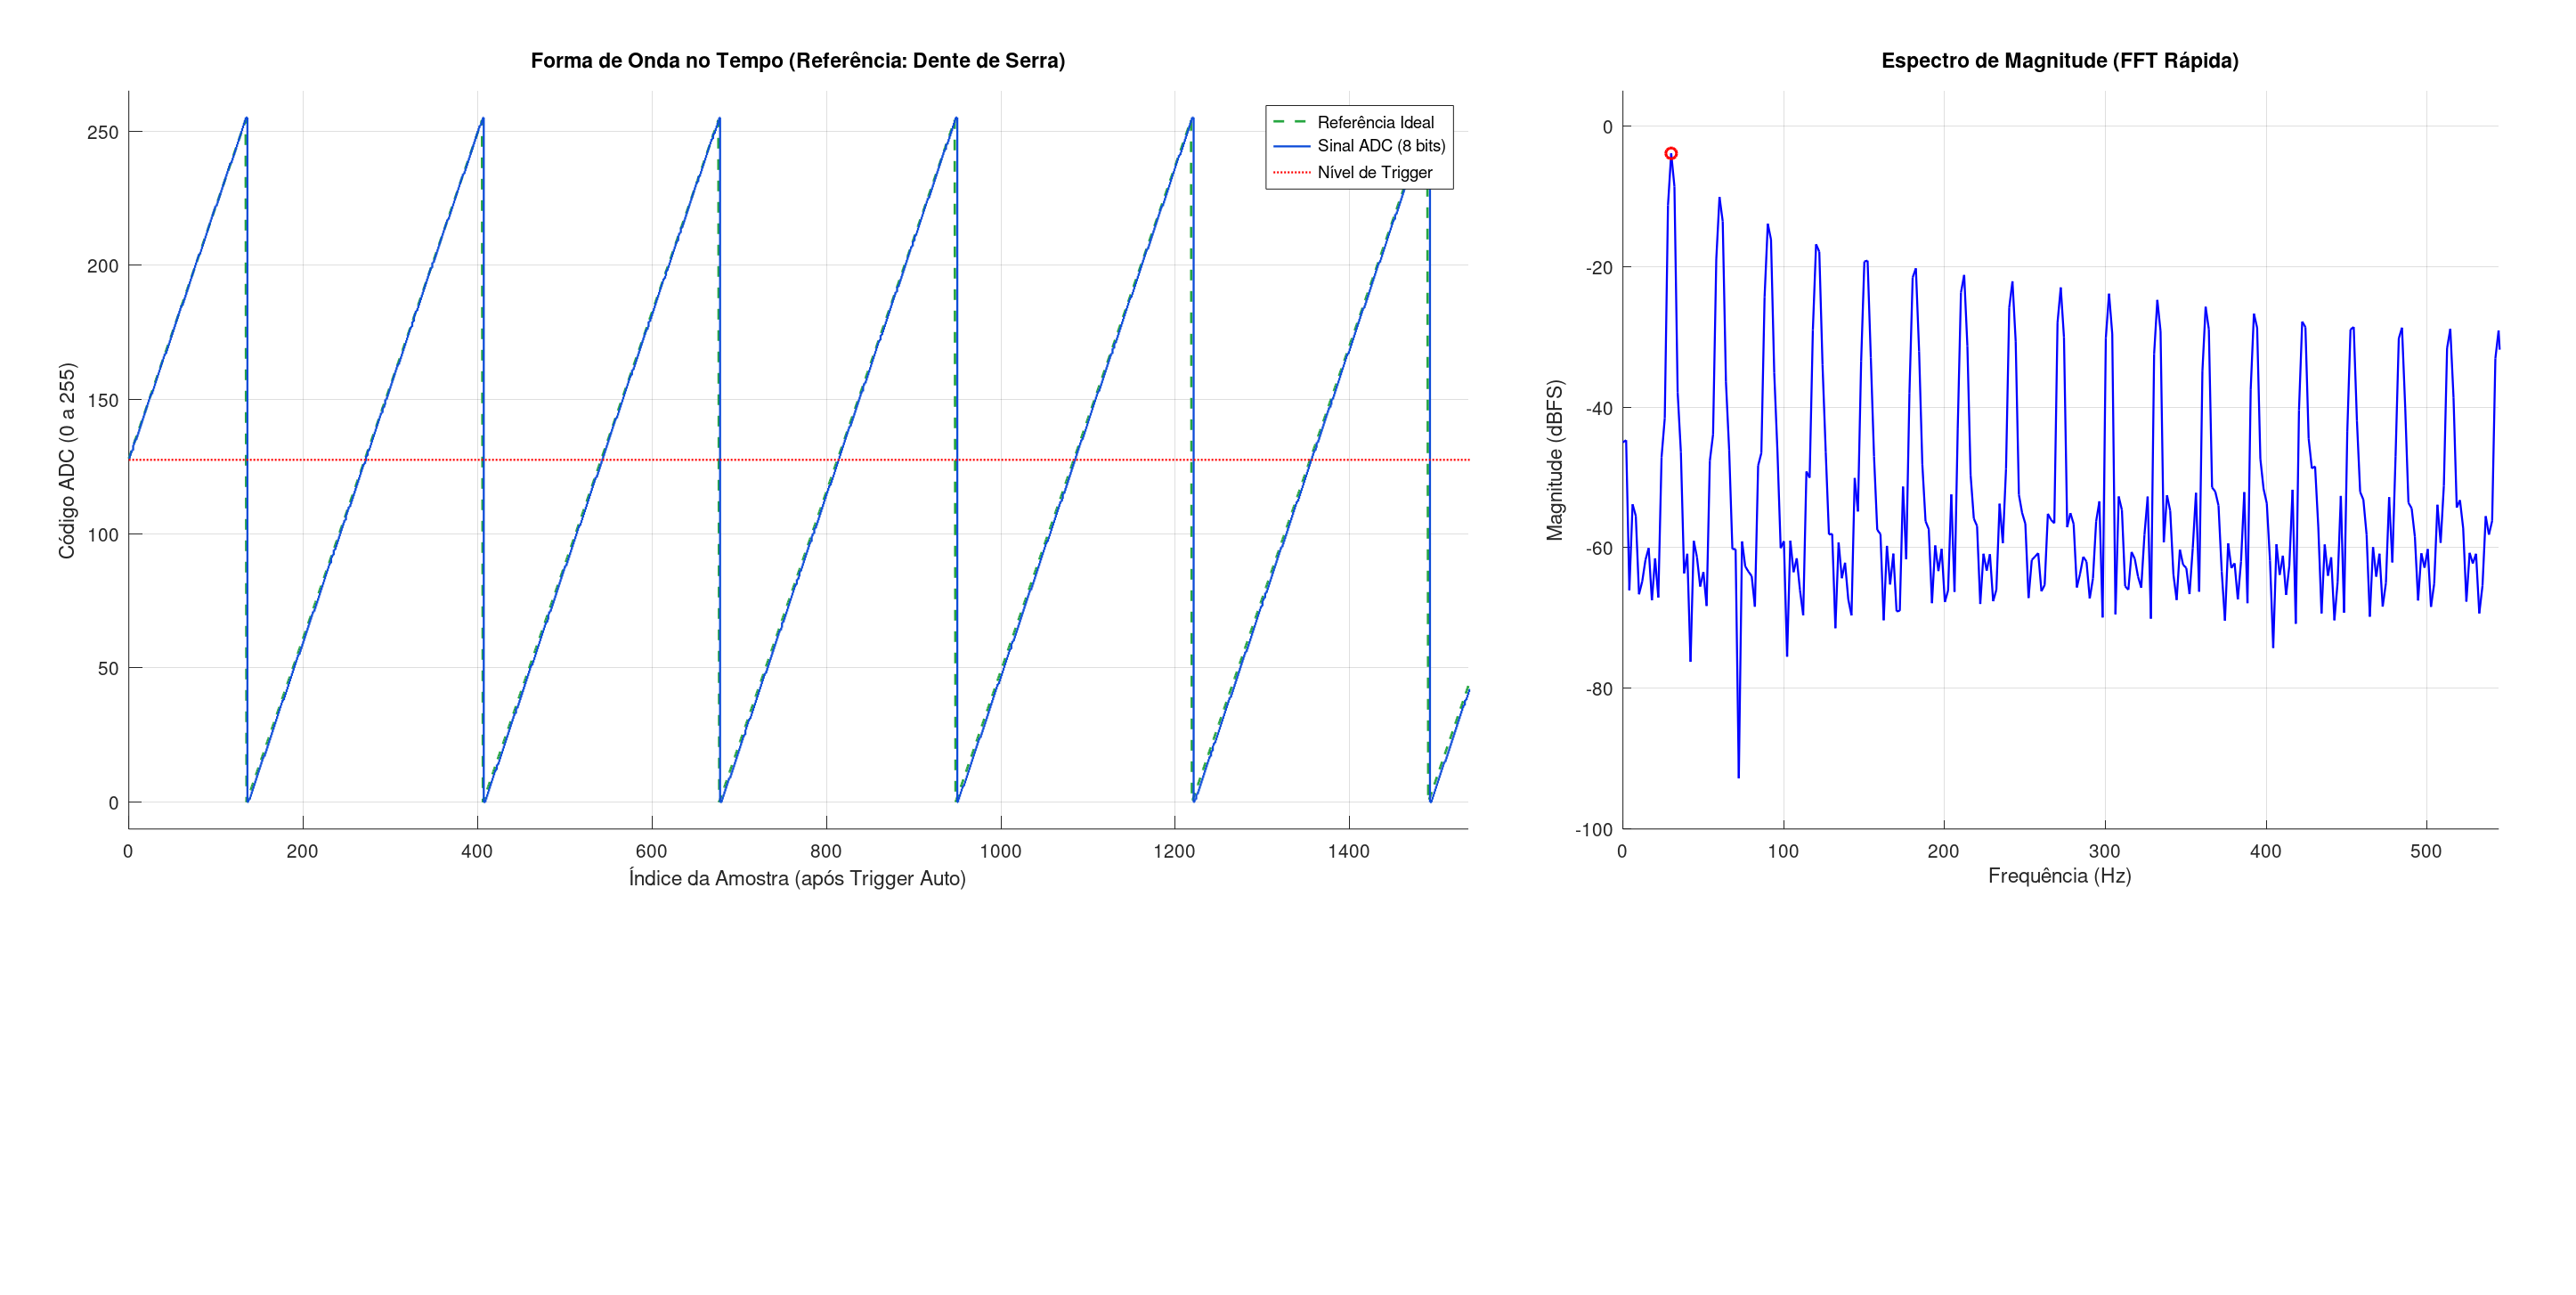 Forma de Onda no Tempo (Referência: Dente de Serra)
Código ADC (0 a 255)
250
200
150
100
50
0
0 200 400 600 800 1000 1200 1400
Índice da Amostra (após Trigger Auto)
Referência Ideal
Sinal ADC (8 bits)
Nível de Trigger
Espectro de Magnitude (FFT Rápida)
Magnitude (dBFS)
0
-20
-40
-60
-80
-100
0 100 200 300 400 500
Frequência (Hz)